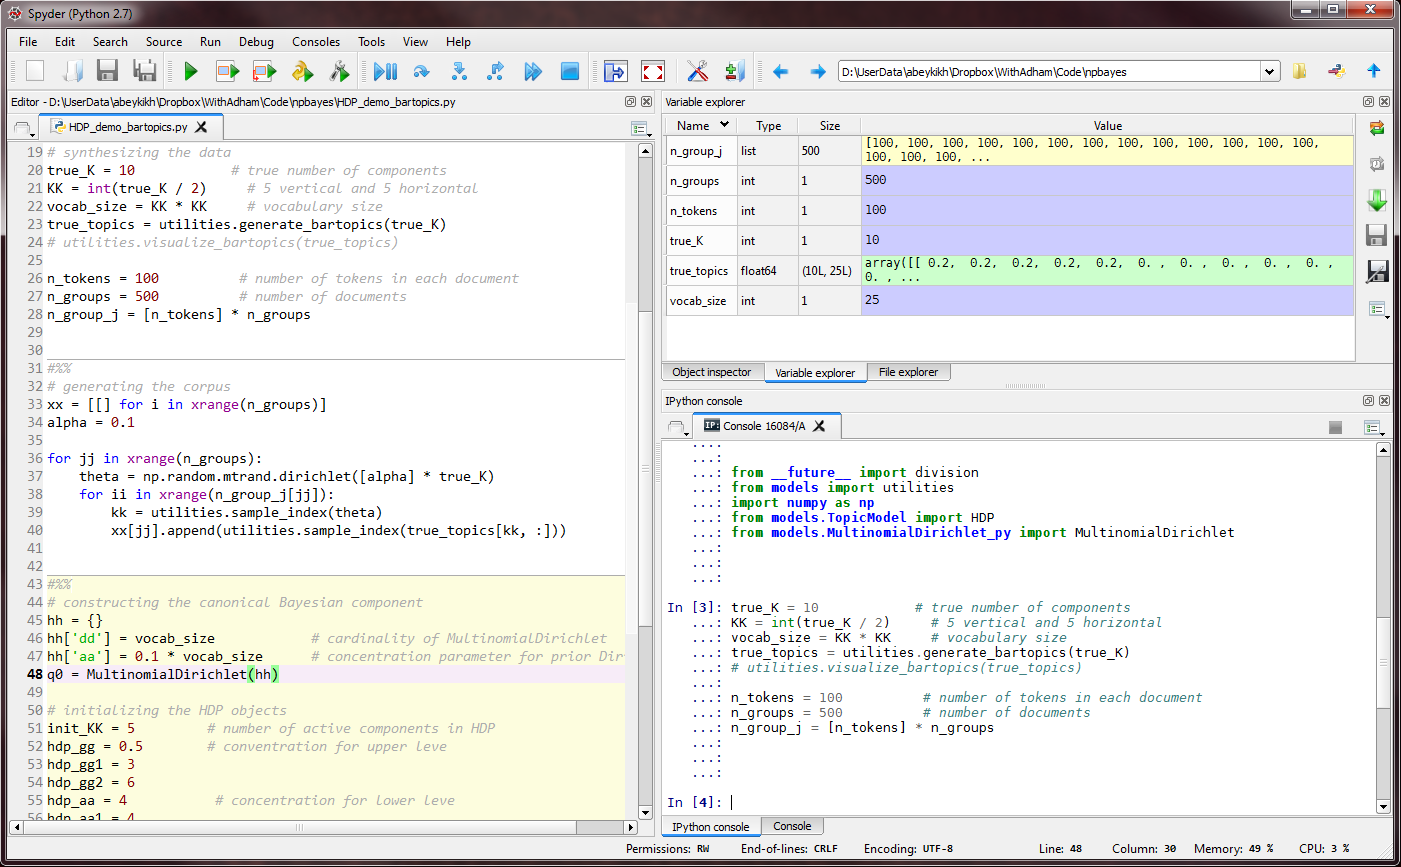 Spyder (Python 2.7)
File Edit Search Source Run Debug Consoles Tools View Help
D:\UserData\abeykikh\Dropbox\WithAdham\Code\npbayes
Editor - D:\UserData\abeykikh\Dropbox\WithAdham\Code\npbayes\HDP_demo_bartopics.py
HDP_demo_bartopics.py
19 # synthesizing the data
20 true_K = 10 # true number of components
21 KK = int(true_K / 2) # 5 vertical and 5 horizontal
22 vocab_size = KK * KK # vocabulary size
23 true_topics = utilities.generate_bartopics(true_K)
24 # utilities.visualize_bartopics(true_topics)
25
26 n_tokens = 100 # number of tokens in each document
27 n_groups = 500 # number of documents
28 n_group_j = [n_tokens] * n_groups
29
30
31 #%%
32 # generating the corpus
33 xx = [[] for i in xrange(n_groups)]
34 alpha = 0.1
35
36 for jj in xrange(n_groups):
37 theta = np.random.mtrand.dirichlet([alpha] * true_K)
38 for ii in xrange(n_group_j[jj]):
39 kk = utilities.sample_index(theta)
40 xx[jj].append(utilities.sample_index(true_topics[kk, :]))
41
42
43 #%%
44 # constructing the canonical Bayesian component
45 hh = {}
46 hh['dd'] = vocab_size # cardinality of MultinomialDirichlet
47 hh['aa'] = 0.1 * vocab_size # concentration parameter for prior Dir
48 q0 = MultinomialDirichlet(hh)
49
50 # initializing the HDP objects
51 init_KK = 5 # number of active components in HDP
52 hdp_gg = 0.5 # conventration for upper leve
53 hdp_gg1 = 3
54 hdp_gg2 = 6
55 hdp_aa = 4 # concentration for lower leve
56 hdp_aa1 = 4
Variable explorer
Name Type Size Value
n_group_j list 500 [100, 100, 100, 100, 100, 100, 100, 100, 100, 100, 100, 100, 100,
100, 100, 100, ...
n_groups int 1 500
n_tokens int 1 100
true_K int 1 10
true_topics float64 (10L, 25L) array([[ 0.2, 0.2, 0.2, 0.2, 0.2, 0. , 0. , 0. , 0. , 0. ,
0. , ...
vocab_size int 1 25
Object inspector Variable explorer File explorer
IPython console
IP: Console 16084/A
....:
...: from __future__ import division
...: from models import utilities
...: import numpy as np
...: from models.TopicModel import HDP
...: from models.MultinomialDirichlet_py import MultinomialDirichlet
...:
...:
...:
In [3]: true_K = 10 # true number of components
...: KK = int(true_K / 2) # 5 vertical and 5 horizontal
...: vocab_size = KK * KK # vocabulary size
...: true_topics = utilities.generate_bartopics(true_K)
...: # utilities.visualize_bartopics(true_topics)
...:
...: n_tokens = 100 # number of tokens in each document
...: n_groups = 500 # number of documents
...: n_group_j = [n_tokens] * n_groups
...:
...:
...:
In [4]:
IPython console Console
Permissions: RW End-of-lines: CRLF Encoding: UTF-8 Line: 48 Column: 30 Memory: 49 % CPU: 3 %